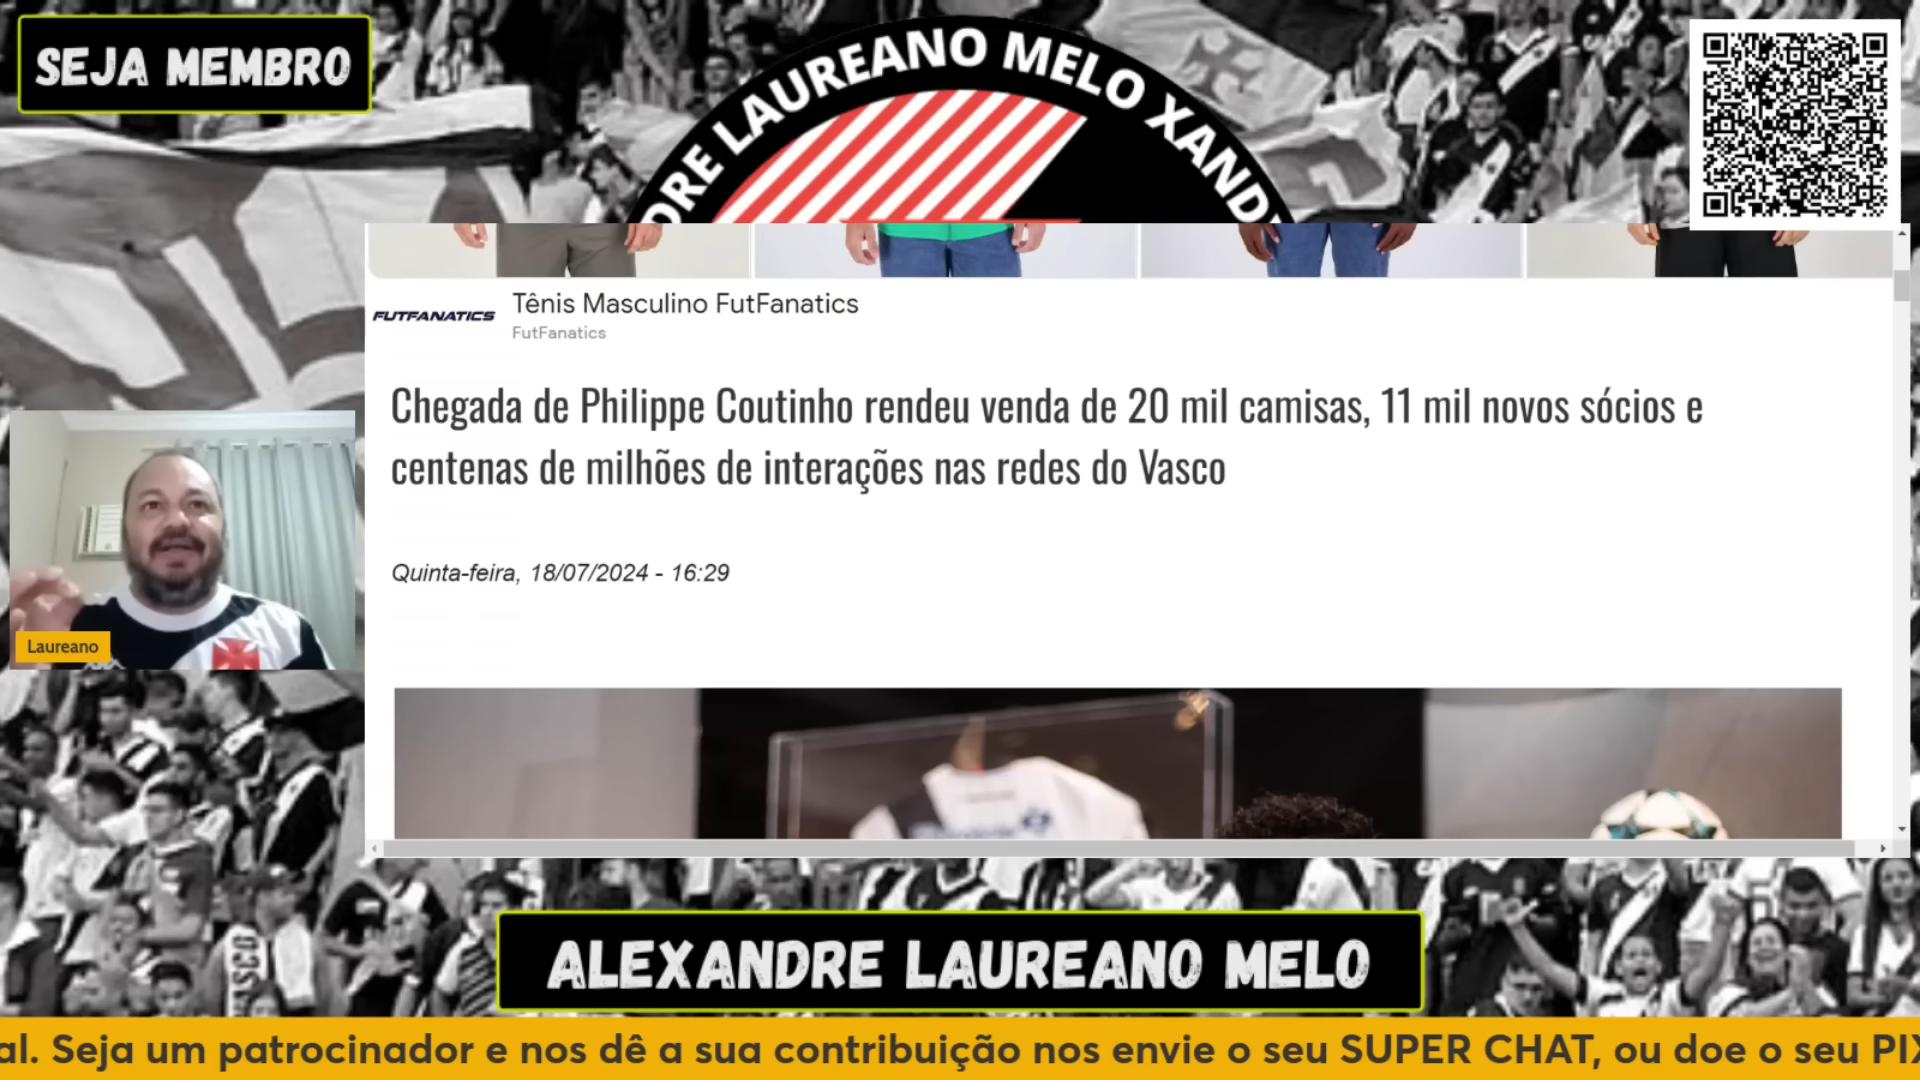 SEJA MEMBRO
DRE LAUREANO MELO XAND
FUTFANATICS
Tênis Masculino FutFanatics
FutFanatics
Chegada de Philippe Coutinho rendeu venda de 20 mil camisas, 11 mil novos sócios e
centenas de milhões de interações nas redes do Vasco
Quinta-feira, 18/07/2024 - 16:29
Laureano
VASCO
ALEXANDRE LAUREANO MELO
al. Seja um patrocinador e nos dê a sua contribuição nos envie o seu SUPER CHAT, ou doe o seu PIX